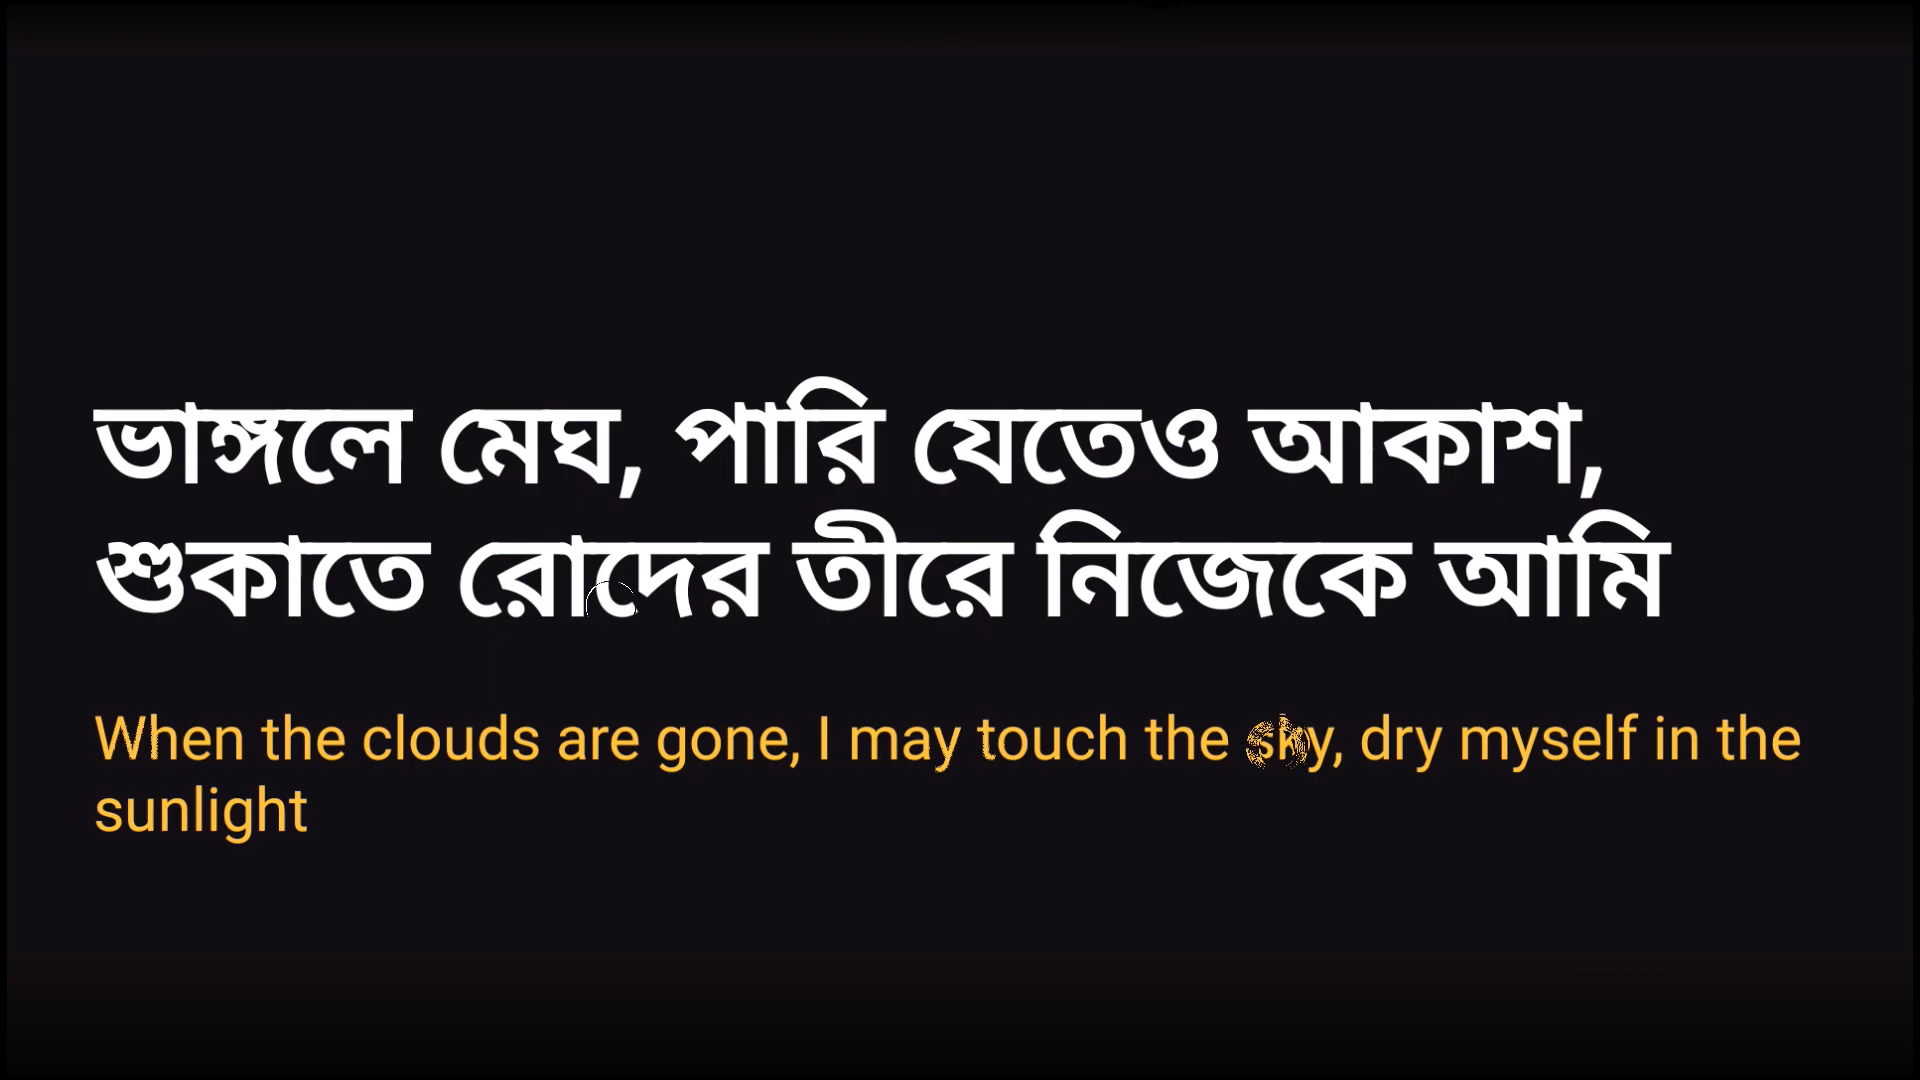 ভাঙ্গলে মেঘ, পারি যেতেও আকাশ,
শুকাতে রোদের তীরে নিজেকে আমি
When the clouds are gone, I may touch the sky, dry myself in the
sunlight